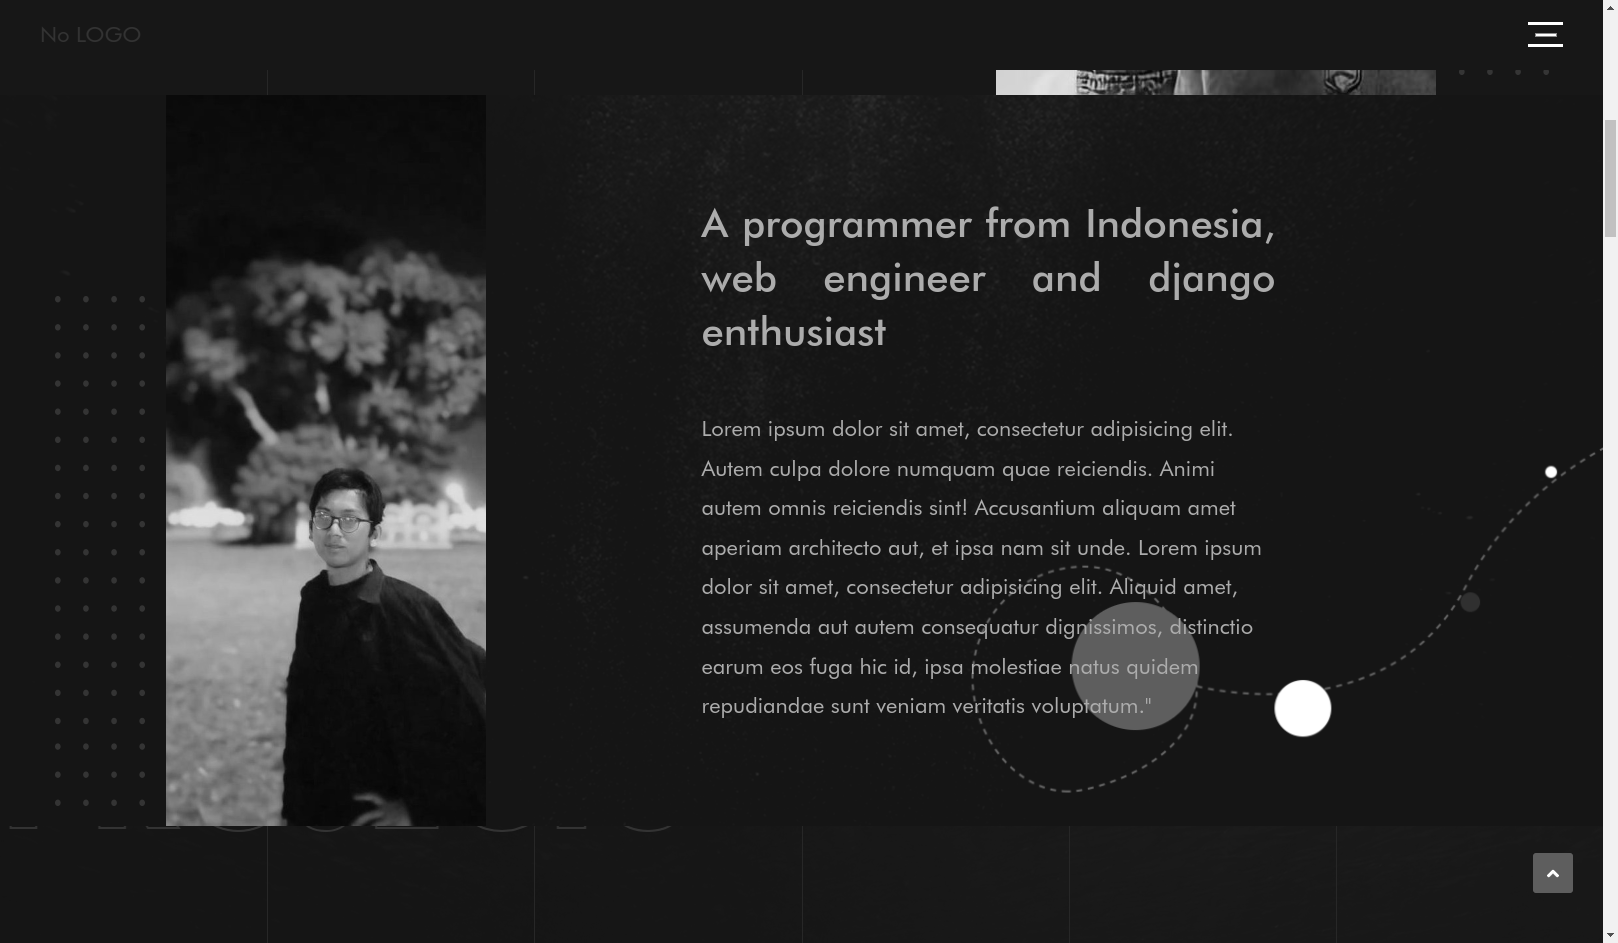 No LOGO
A programmer from Indonesia,
web engineer and django
enthusiast
Lorem ipsum dolor sit amet, consectetur adipisicing elit.
Autem culpa dolore numquam quae reiciendis. Animi
autem omnis reiciendis sint! Accusantium aliquam amet
aperiam architecto aut, et ipsa nam sit unde. Lorem ipsum
dolor sit amet, consectetur adipisicing elit. Aliquid amet,
assumenda aut autem consequatur dignissimos, distinctio
earum eos fuga hic id, ipsa molestiae natus quidem
repudiandae sunt veniam veritatis voluptatum."